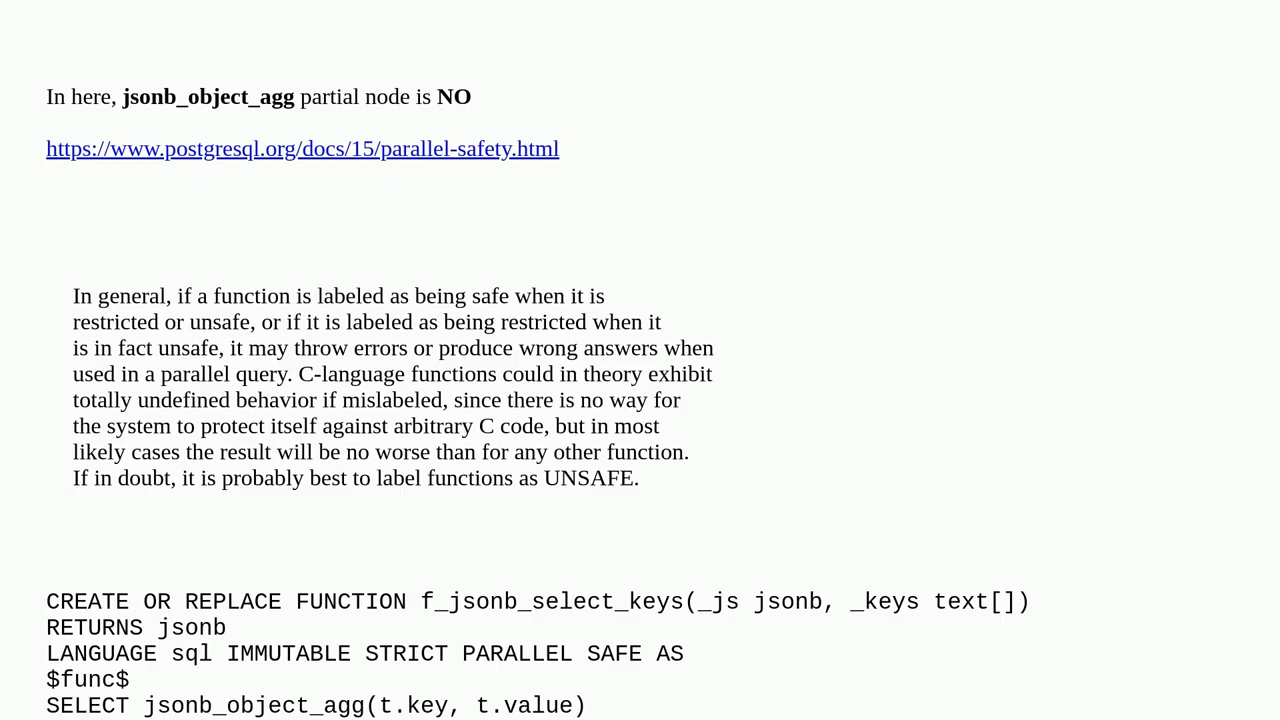 In here, jsonb_object_agg partial node is NO
https://www.postgresql.org/docs/15/parallel-safety.html
In general, if a function is labeled as being safe when it is
restricted or unsafe, or if it is labeled as being restricted when it
is in fact unsafe, it may throw errors or produce wrong answers when
used in a parallel query. C-language functions could in theory exhibit
totally undefined behavior if mislabeled, since there is no way for
the system to protect itself against arbitrary C code, but in most
likely cases the result will be no worse than for any other function.
If in doubt, it is probably best to label functions as UNSAFE.
CREATE OR REPLACE FUNCTION f_jsonb_select_keys(_js jsonb, _keys text[])
RETURNS jsonb
LANGUAGE sql IMMUTABLE STRICT PARALLEL SAFE AS
$func$
SELECT jsonb_object_agg(t.key, t.value)